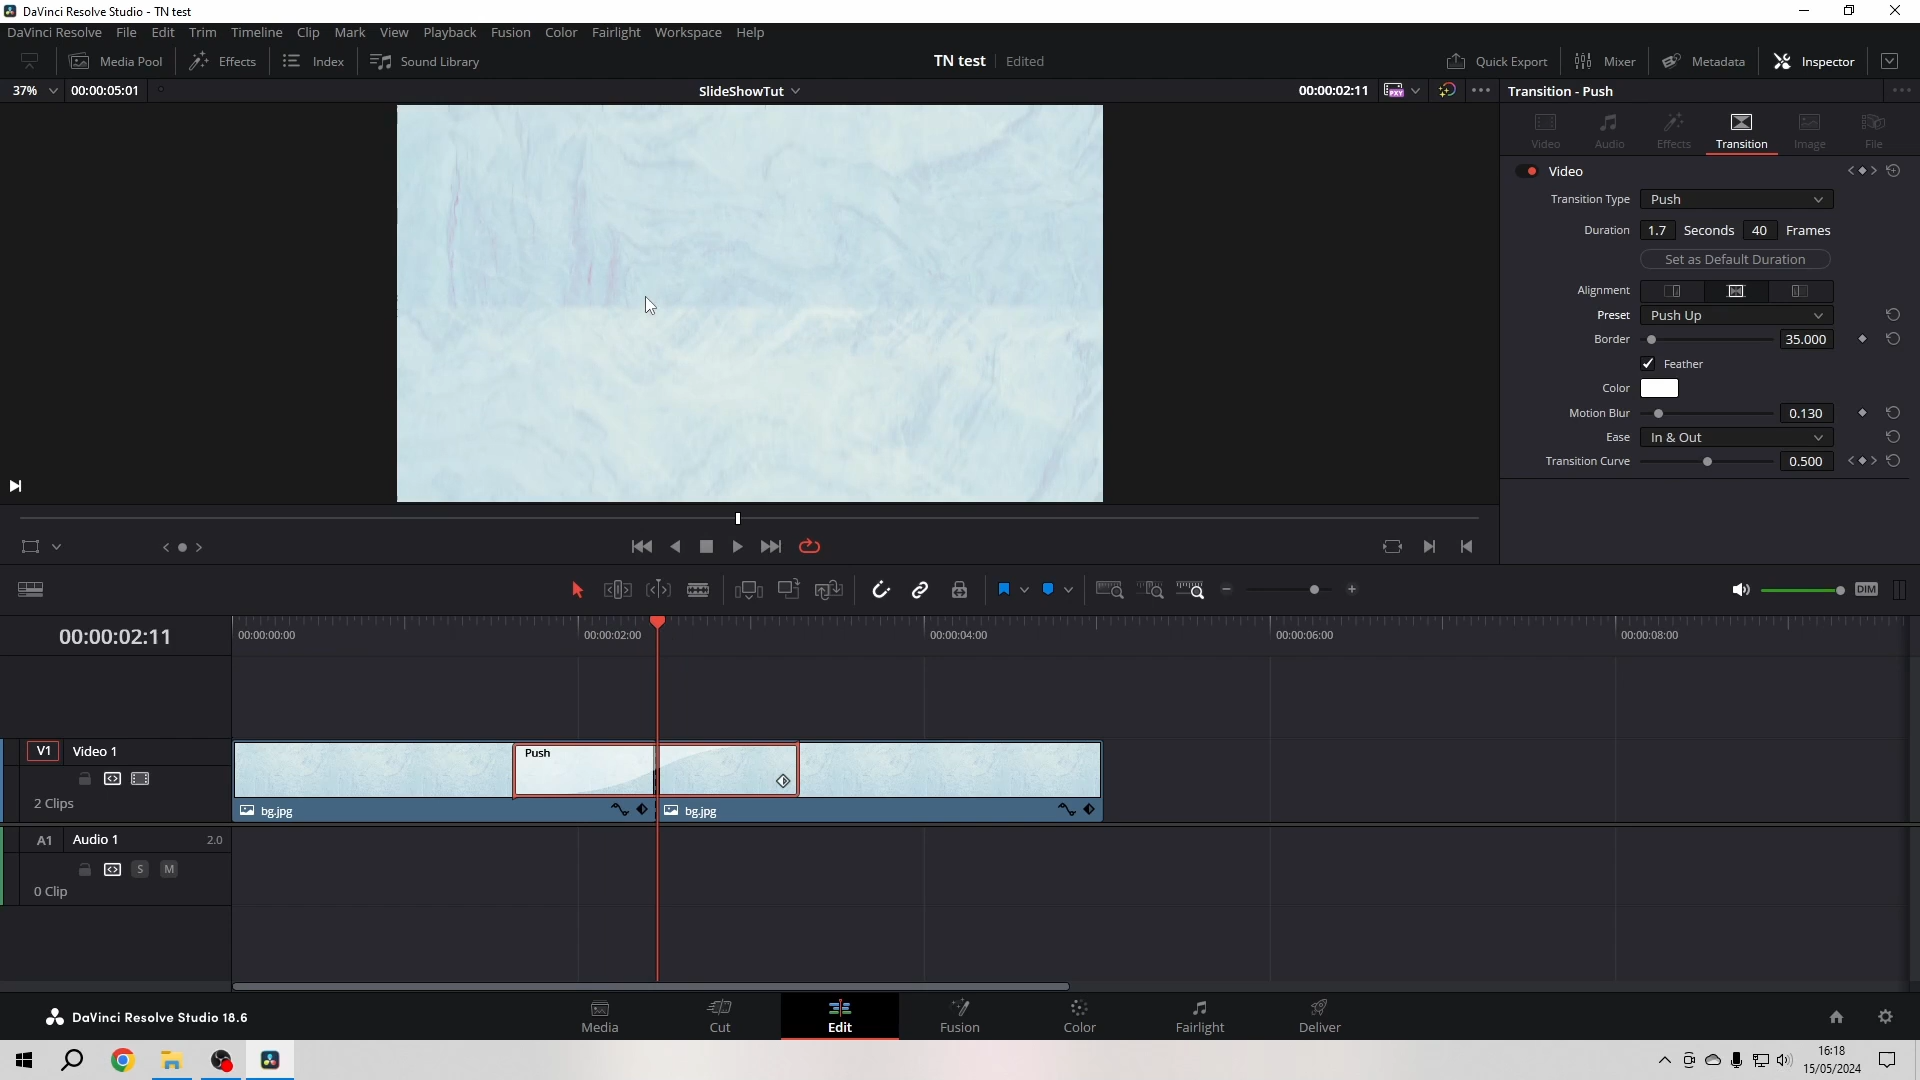 DaVinci Resolve Studio - TN test
DaVinci Resolve File Edit Trim Timeline Clip Mark View Playback Fusion Color Fairlight Workspace Help
Media Pool Effects Index Sound Library TN test Edited Quick Export Mixer Metadata Inspector
37% 00:00:05:01 SlideShowTut 00:00:02:11 PXY Transition - Push
Video Audio Effects Transition Image File
Video
Transition Type Push
Duration 1.7 Seconds 40 Frames
Set as Default Duration
Alignment
Preset Push Up
Border 35.000
Feather
Color
Motion Blur 0.130
Ease In & Out
Transition Curve 0.500
DIM
00:00:02:11 00:00:00:00 00:00:02:00 00:00:04:00 00:00:06:00 00:00:08:00
V1 Video 1
Push
2 Clips
bg.jpg bg.jpg
A1 Audio 1 2.0
S M
0 Clip
DaVinci Resolve Studio 18.6
Media Cut Edit Fusion Color Fairlight Deliver
16:18
15/05/2024